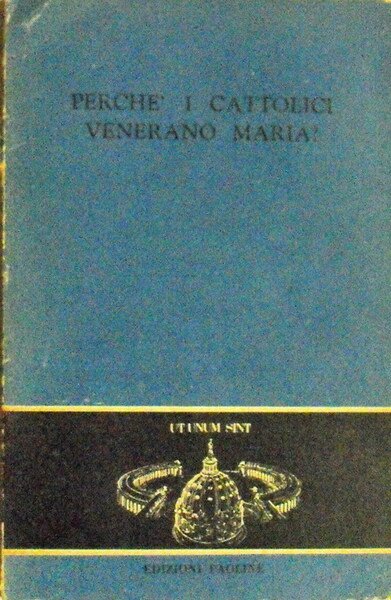 PERCHE' I CATTOLICI
VENERANO MARIA?
UT UNUM SINT
EDIZIONI PAOLINE